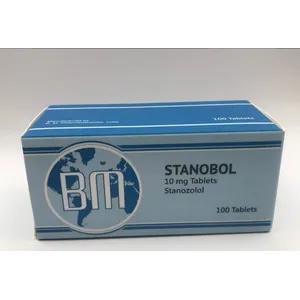 100 Tablets
BM
STANOBOL
10 mg Tablets
Stanozolol
100 Tablets